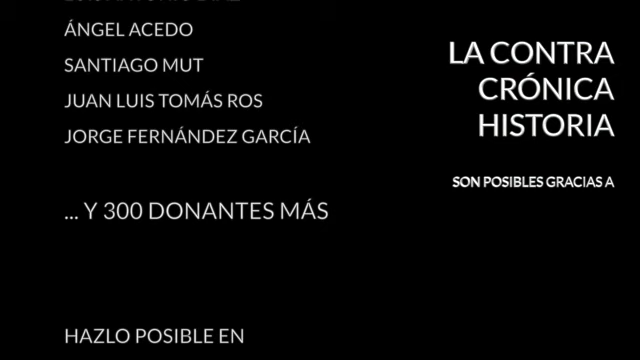 ÁNGEL ACEDO
SANTIAGO MUT
JUAN LUIS TOMÁS ROS
JORGE FERNÁNDEZ GARCÍA
... Y 300 DONANTES MÁS
HAZLO POSIBLE EN
LA CONTRA
CRÓNICA
HISTORIA
SON POSIBLES GRACIAS A